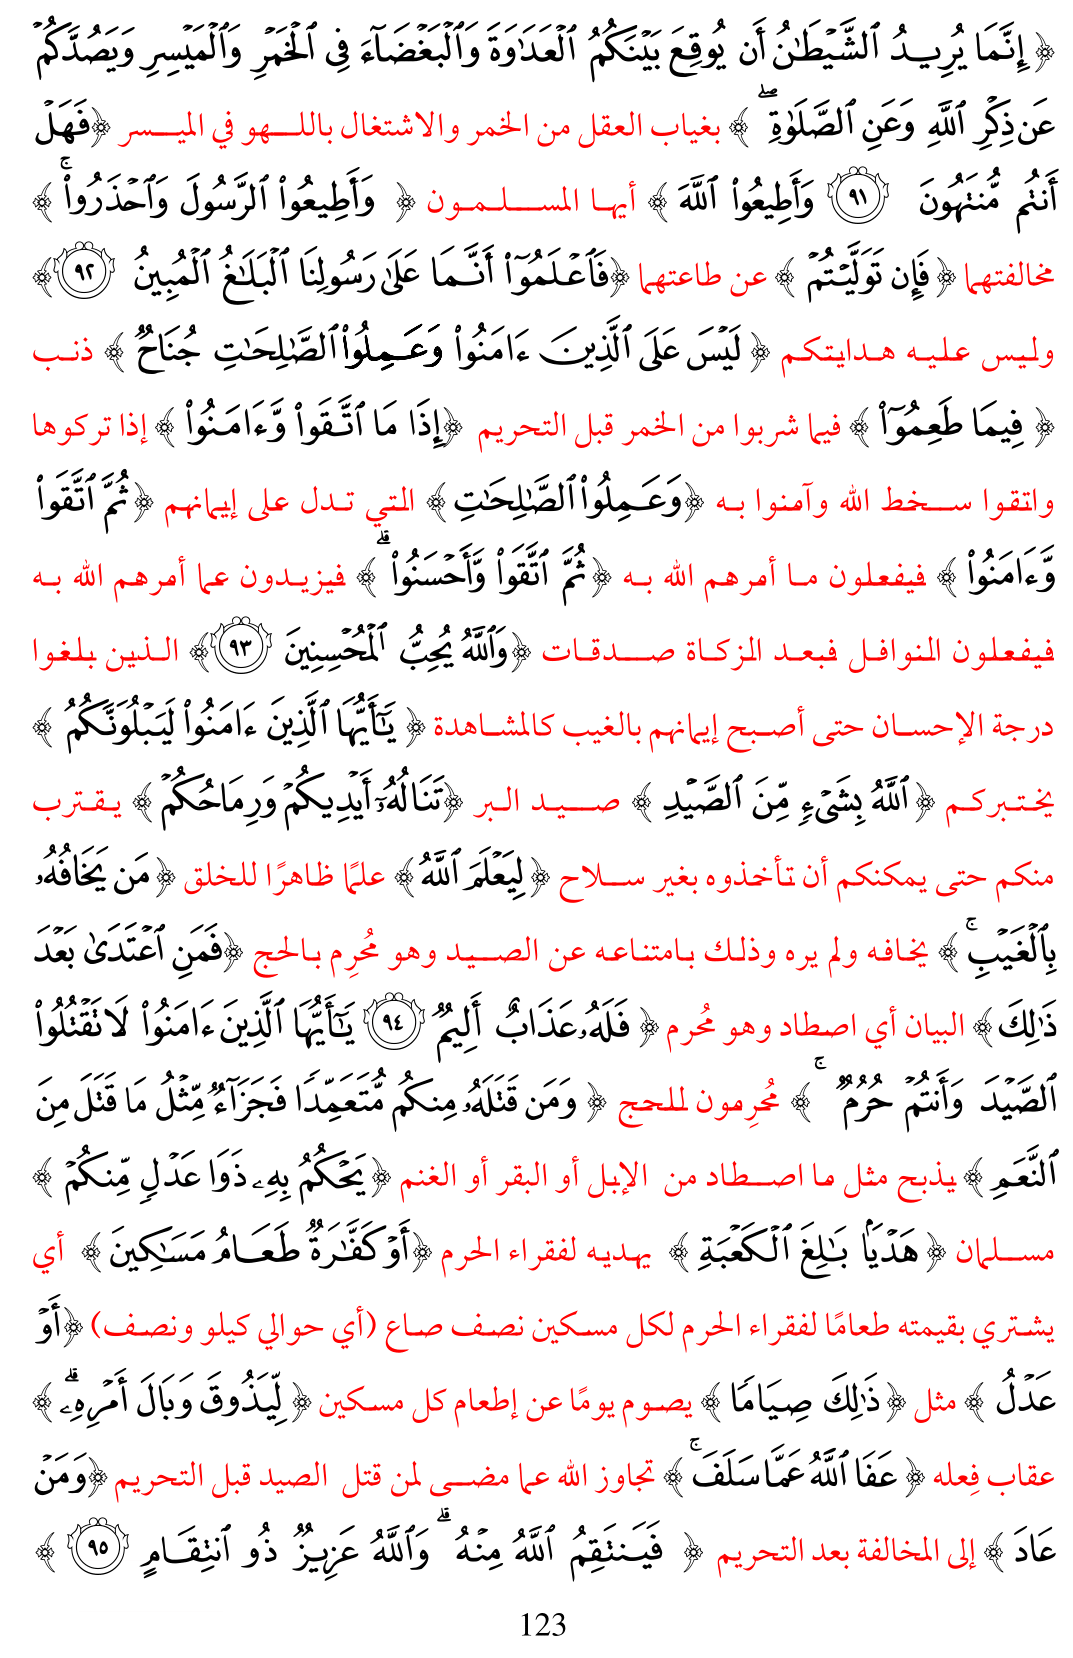 ﴿ إِنَّمَا يُرِيدُ ٱلشَّيۡطَٰنُ أَن يُوقِعَ بَيۡنَكُمُ ٱلۡعَدَٰوَةَ وَٱلۡبَغۡضَآءَ فِي ٱلۡخَمۡرِ وَٱلۡمَيۡسِرِ وَيَصُدَّكُمۡ
عَن ذِكۡرِ ٱللَّهِ وَعَنِ ٱلصَّلَوٰةِۖ ﴾ بغياب العقل من الخمر والاشتغال باللهو في الميسر ﴿فَهَلۡ
أَنتُم مُّنتَهُونَ ٩١ وَأَطِيعُواْ ٱللَّهَ ﴾ أيها المسلمون ﴿ وَأَطِيعُواْ ٱلرَّسُولَ وَٱحۡذَرُواْۚ ﴾
مخالفتهما ﴿ فَإِن تَوَلَّيۡتُمۡ ﴾ عن طاعتهما ﴿فَٱعۡلَمُوٓاْ أَنَّمَا عَلَىٰ رَسُولِنَا ٱلۡبَلَٰغُ ٱلۡمُبِينُ ٩٢﴾
وليس عليه هدايتكم ﴿ لَيۡسَ عَلَى ٱلَّذِينَ ءَامَنُواْ وَعَمِلُواْ ٱلصَّٰلِحَٰتِ جُنَاحٞ ﴾ ذنب
﴿ فِيمَا طَعِمُوٓاْ ﴾ فيما شربوا من الخمر قبل التحريم ﴿إِذَا مَا ٱتَّقَواْ وَّءَامَنُواْ ﴾ إذا تركوها
واتقوا سخط الله وآمنوا به ﴿وَعَمِلُواْ ٱلصَّٰلِحَٰتِ﴾ التي تدل على إيمانهم ﴿ثُمَّ ٱتَّقَواْ
وَّءَامَنُواْ ﴾ فيفعلون ما أمرهم الله به ﴿ثُمَّ ٱتَّقَواْ وَّأَحۡسَنُواْۗ ﴾ فيزيدون عما أمرهم الله به
فيفعلون النوافل فبعد الزكاة صدقات ﴿وَٱللَّهُ يُحِبُّ ٱلۡمُحۡسِنِينَ ٩٣﴾ الذين بلغوا
درجة الإحسان حتى أصبح إيمانهم بالغيب كالمشاهدة ﴿ يَٰٓأَيُّهَا ٱلَّذِينَ ءَامَنُواْ لَيَبۡلُوَنَّكُمُ ﴾
يختبركم ﴿ ٱللَّهُ بِشَيۡءٖ مِّنَ ٱلصَّيۡدِ ﴾ صيد البر ﴿تَنَالُهُۥٓ أَيۡدِيكُمۡ وَرِمَاحُكُمۡ ﴾ يقترب
منكم حتى يمكنكم أن تأخذوه بغير سلاح ﴿ لِيَعۡلَمَ ٱللَّهُ ﴾ علمًا ظاهرًا للخلق ﴿ مَن يَخَافُهُۥ
بِٱلۡغَيۡبِۚ ﴾ يخافه ولم يره وذلك بامتناعه عن الصيد وهو مُحرِم بالحج ﴿فَمَنِ ٱعۡتَدَىٰ بَعۡدَ
ذَٰلِكَ ﴾ البيان أي اصطاد وهو مُحرم ﴿ فَلَهُۥ عَذَابٌ أَلِيمٞ ٩٤ يَٰٓأَيُّهَا ٱلَّذِينَ ءَامَنُواْ لَا تَقۡتُلُواْ
ٱلصَّيۡدَ وَأَنتُمۡ حُرُمٞۚ ﴾ مُحرِمون للحج ﴿ وَمَن قَتَلَهُۥ مِنكُم مُّتَعَمِّدٗا فَجَزَآءٞ مِّثۡلُ مَا قَتَلَ مِنَ
ٱلنَّعَمِ ﴾ يذبح مثل ما اصطاد من الإبل أو البقر أو الغنم ﴿ يَحۡكُمُ بِهِۦ ذَوَا عَدۡلٖ مِّنكُمۡ ﴾
مسلمان ﴿ هَدۡيَۢا بَٰلِغَ ٱلۡكَعۡبَةِ ﴾ يهديه لفقراء الحرم ﴿أَوۡ كَفَّٰرَةٞ طَعَامُ مَسَٰكِينَ ﴾ أي
يشتري بقيمته طعامًا لفقراء الحرم لكل مسكين نصف صاع (أي حوالي كيلو ونصف) ﴿أَوۡ
عَدۡلُ ﴾ مثل ﴿ ذَٰلِكَ صِيَامٗا ﴾ يصوم يومًا عن إطعام كل مسكين ﴿ لِّيَذُوقَ وَبَالَ أَمۡرِهِۦۗ ﴾
عقاب فِعله ﴿ عَفَا ٱللَّهُ عَمَّا سَلَفَۚ ﴾ تجاوز الله عما مضى لمن قتل الصيد قبل التحريم ﴿وَمَنۡ
عَادَ ﴾ إلى المخالفة بعد التحريم ﴿ فَيَنتَقِمُ ٱللَّهُ مِنۡهُۗ وَٱللَّهُ عَزِيزٞ ذُو ٱنتِقَامٍ ٩٥ ﴾
123